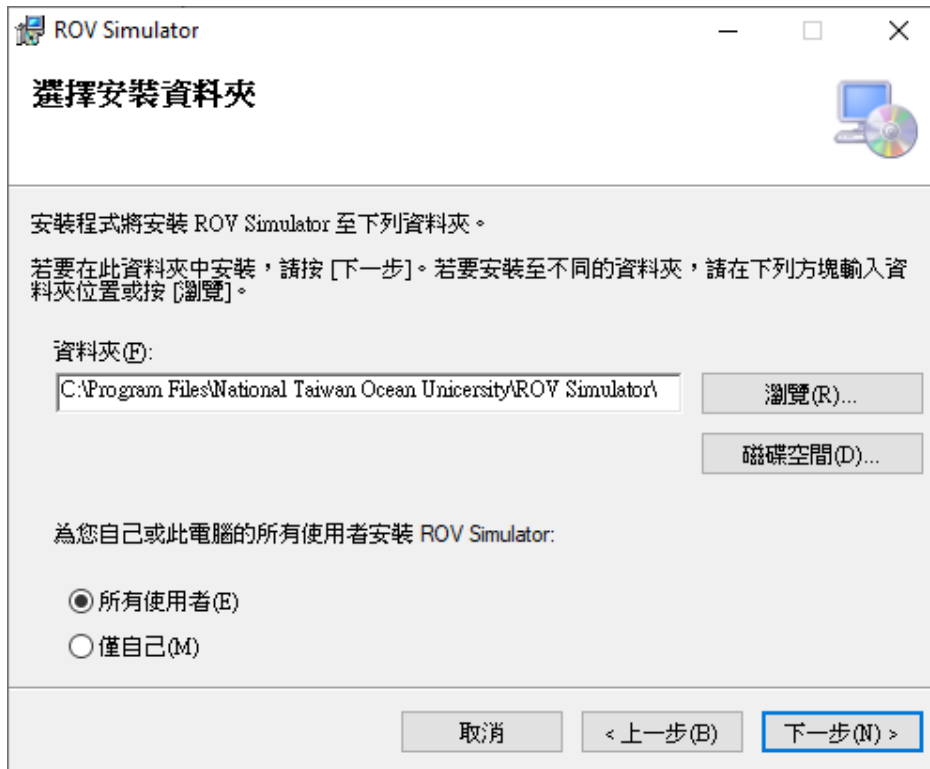 ROV Simulator
選擇安裝資料夾
安裝程式將安裝 ROV Simulator 至下列資料夾。
若要在此資料夾中安裝，請按 [下一步]。若要安裝至不同的資料夾，請在下列方塊輸入資
料夾位置或按 [瀏覽]。
資料夾(F):
C:\Program Files\National Taiwan Ocean Unicersity\ROV Simulator\
瀏覽(R)...
磁碟空間(D)...
為您自己或此電腦的所有使用者安裝 ROV Simulator:
所有使用者(E)
僅自己(M)
取消
< 上一步(B)
下一步(N) >